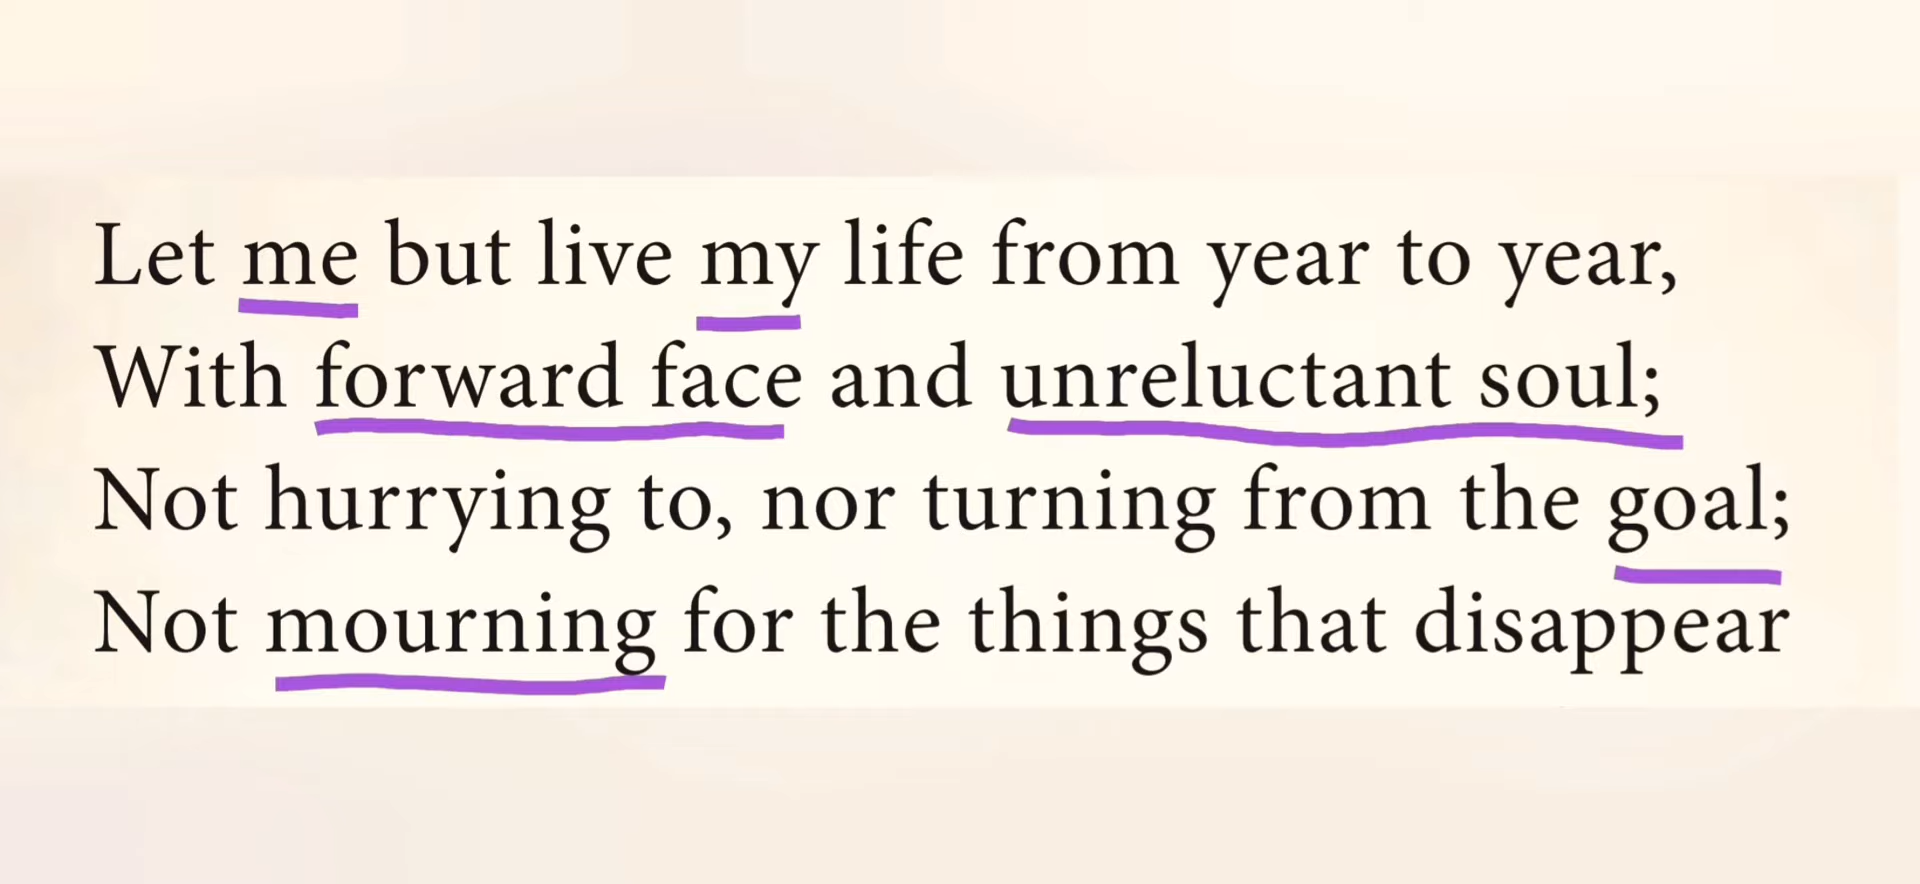 Let me but live my life from year to year,
With forward face and unreluctant soul;
Not hurrying to, nor turning from the goal;
Not mourning for the things that disappear